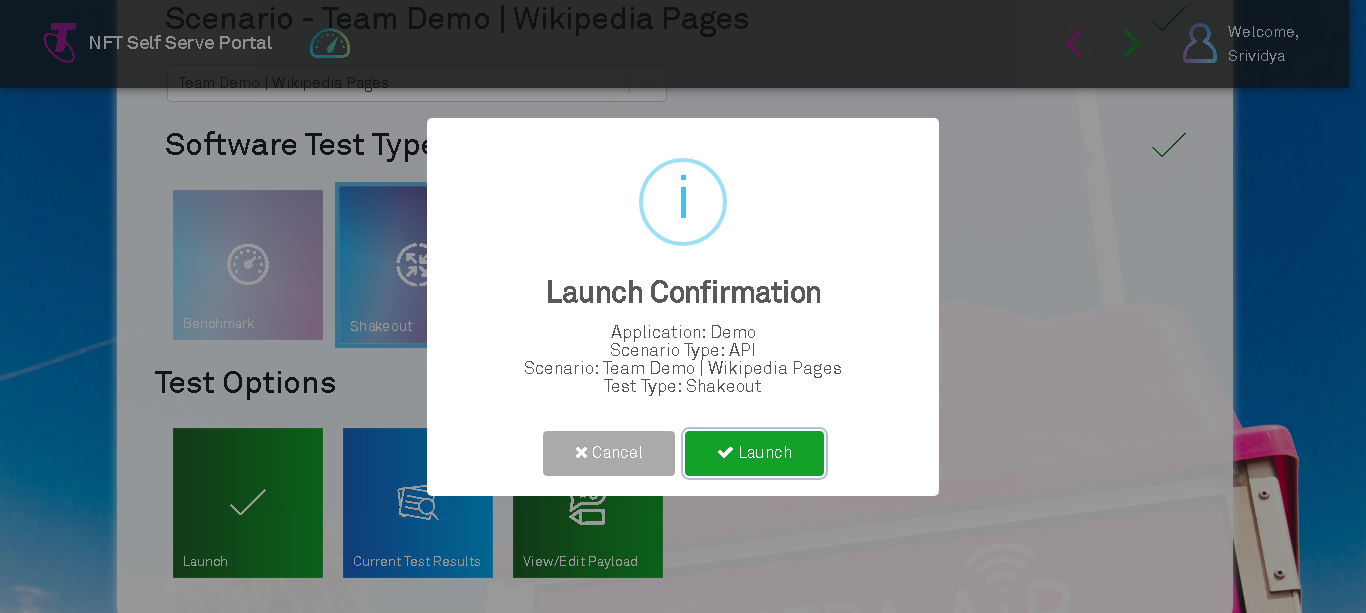 Scenario - Team Demo | Wikipedia Pages
NFT Self Serve Portal
Welcome,
Srividya
Team Demo | Wikipedia Pages
Software Test Type
Benchmark
Shakeout
Launch Confirmation
Application: Demo
Scenario Type: API
Scenario: Team Demo | Wikipedia Pages
Test Type: Shakeout
Cancel
Launch
Test Options
Launch
Current Test Results
View/Edit Payload